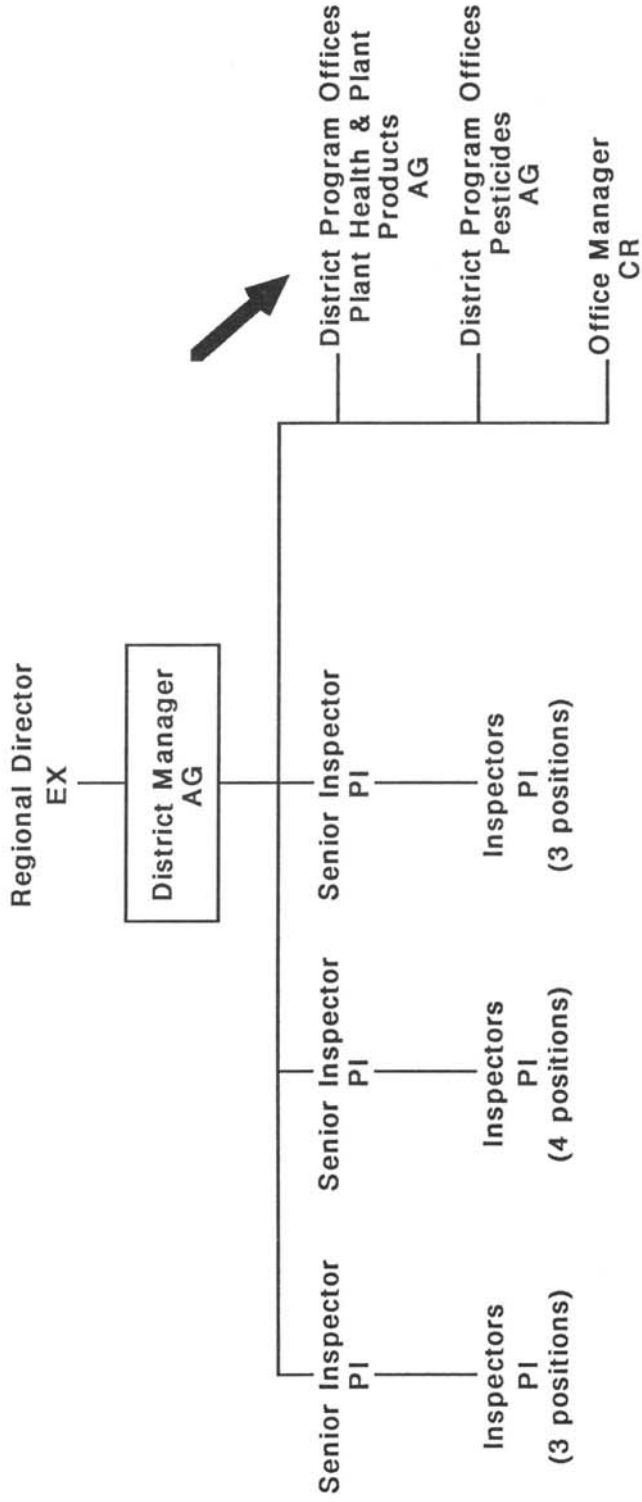 Regional Director
EX
District Manager
AG
Senior Inspector
PI
Inspectors
PI
(3 positions)
Senior Inspector
PI
Inspectors
PI
(4 positions)
Senior Inspector
PI
Inspectors
PI
(3 positions)
District Program Offices
Plant Health & Plant
Products
AG
District Program Offices
Pesticides
AG
Office Manager
CR